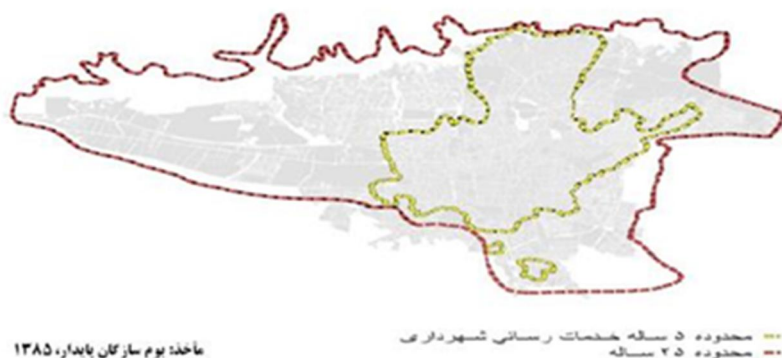 محدوده ۵ ساله خدمات رسانی شهرداری
محدوده ۲۵ ساله
مأخذ: بوم سازگان پایدار، ۱۳۸۵